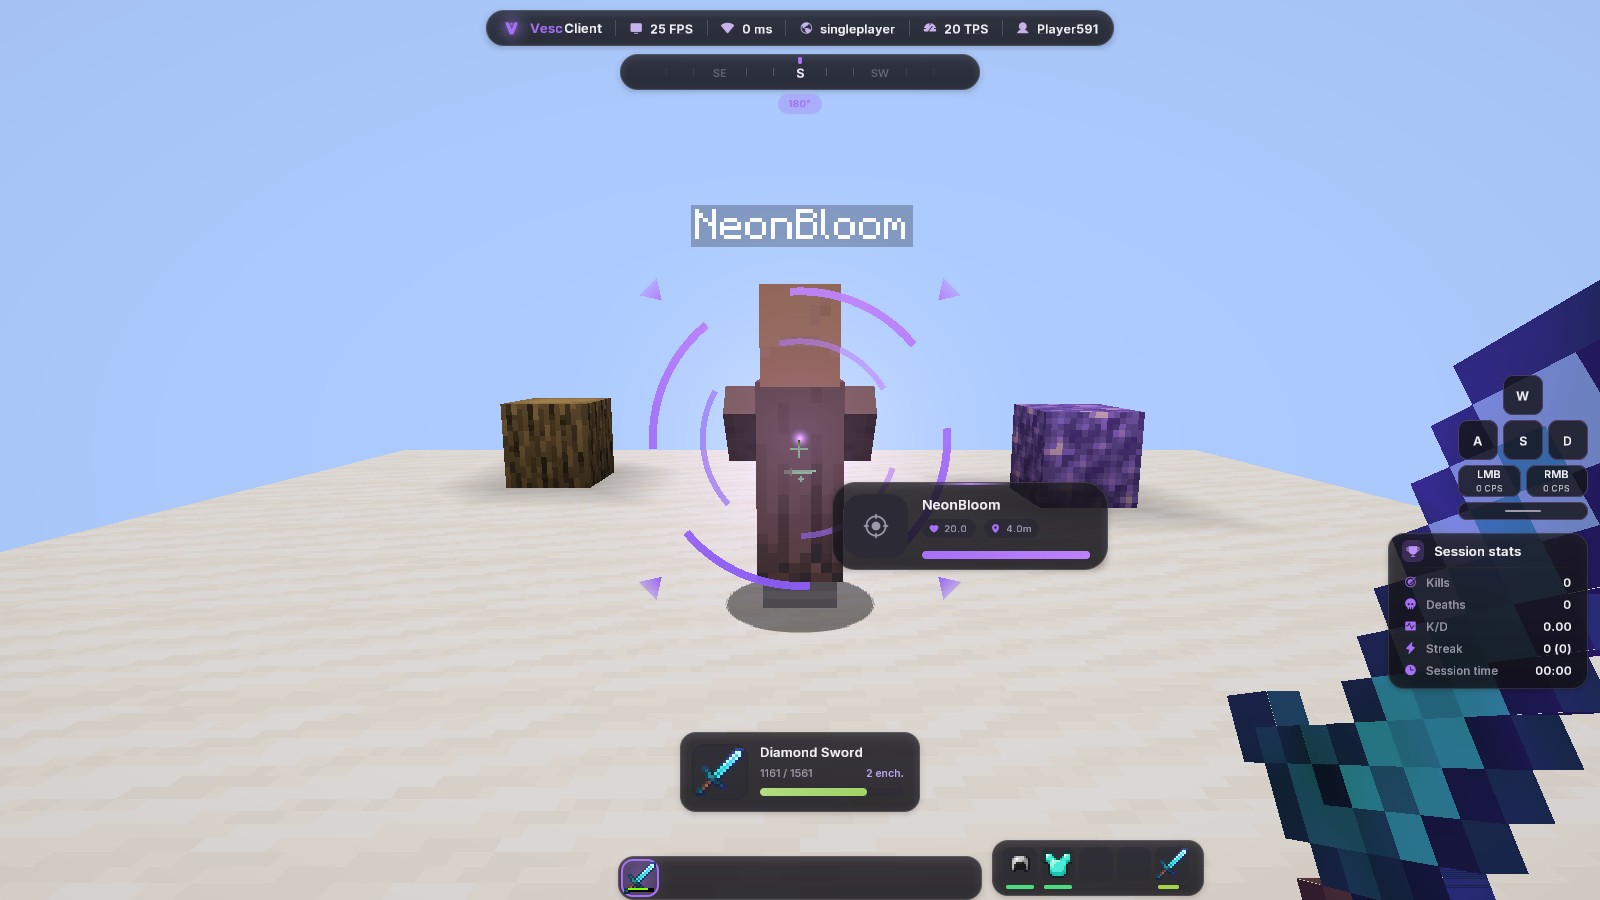 VescClient 25 FPS 0 ms singleplayer 20 TPS Player591
SE S SW
180°
NeonBloom
W
A S D
LMB RMB
0 CPS 0 CPS
NeonBloom
20.0 4.0m
Session stats
Kills 0
Deaths 0
K/D 0.00
Streak 0 (0)
Session time 00:00
Diamond Sword
1161 / 1561 2 ench.